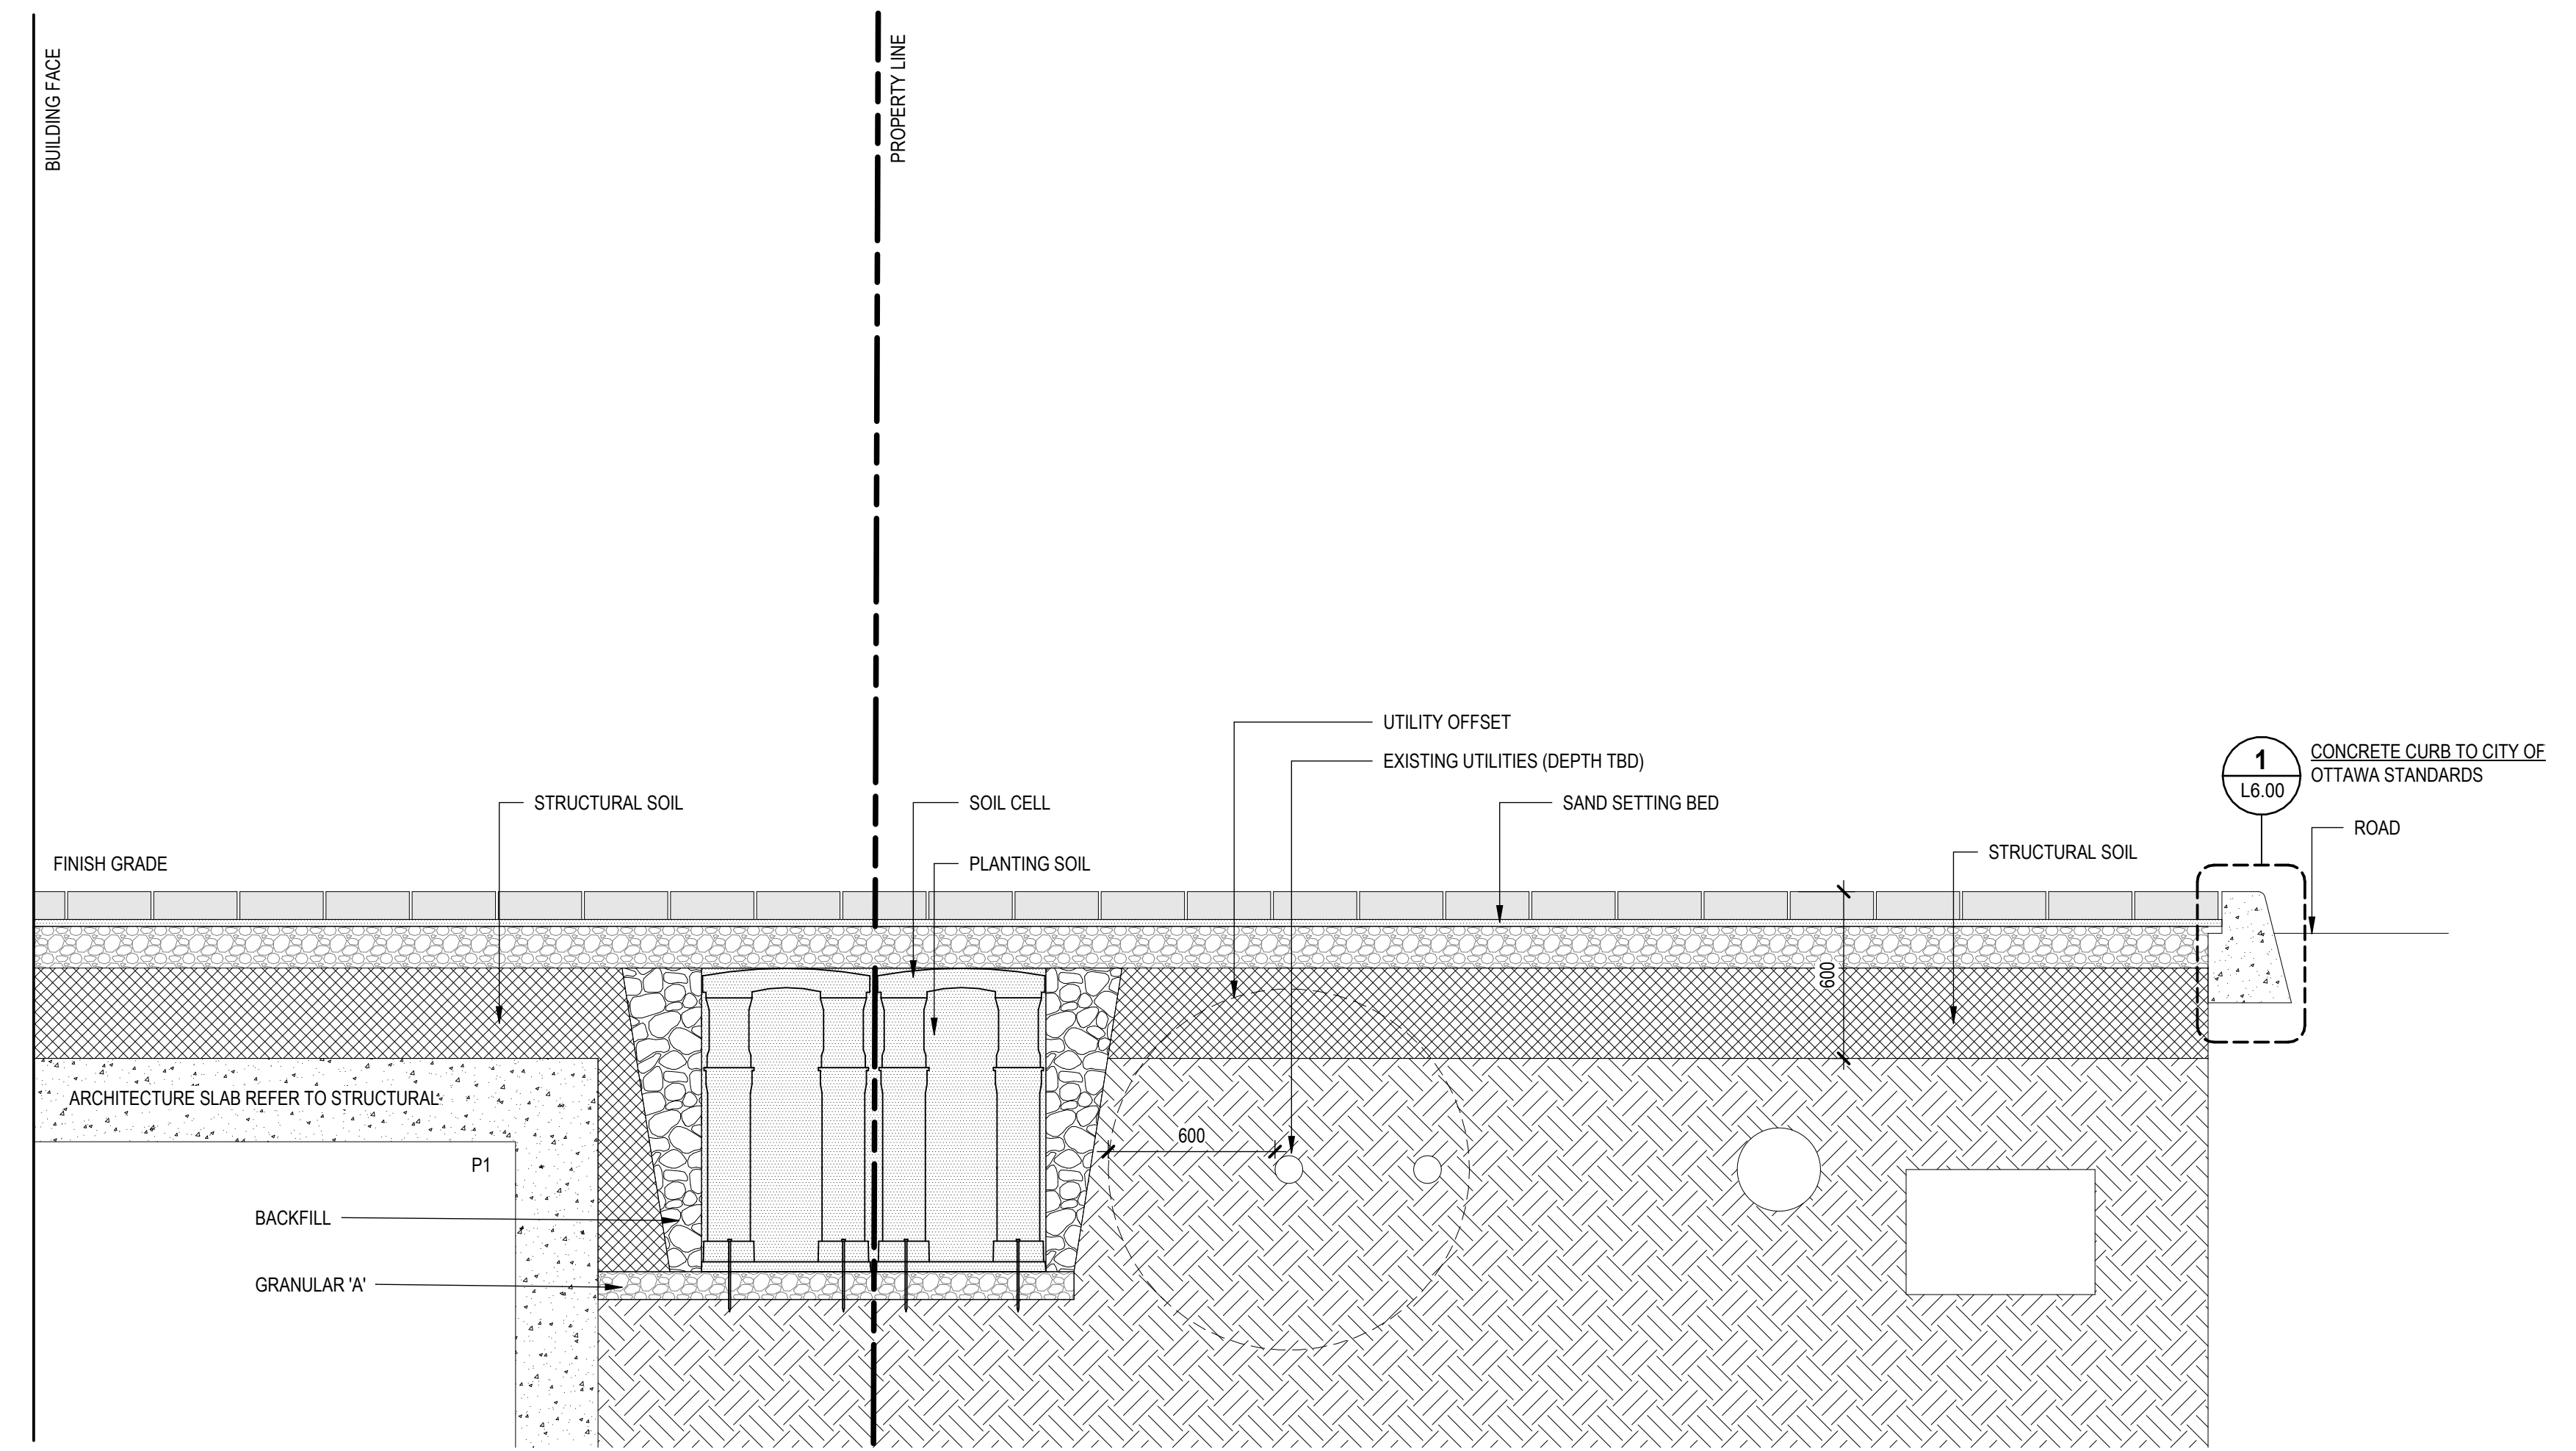 BUILDING FACE
PROPERTY LINE
UTILITY OFFSET
EXISTING UTILITIES (DEPTH TBD)
1
L6.00
CONCRETE CURB TO CITY OF
OTTAWA STANDARDS
STRUCTURAL SOIL
SOIL CELL
SAND SETTING BED
ROAD
FINISH GRADE
PLANTING SOIL
STRUCTURAL SOIL
600
ARCHITECTURE SLAB REFER TO STRUCTURAL
600
P1
BACKFILL
GRANULAR 'A'